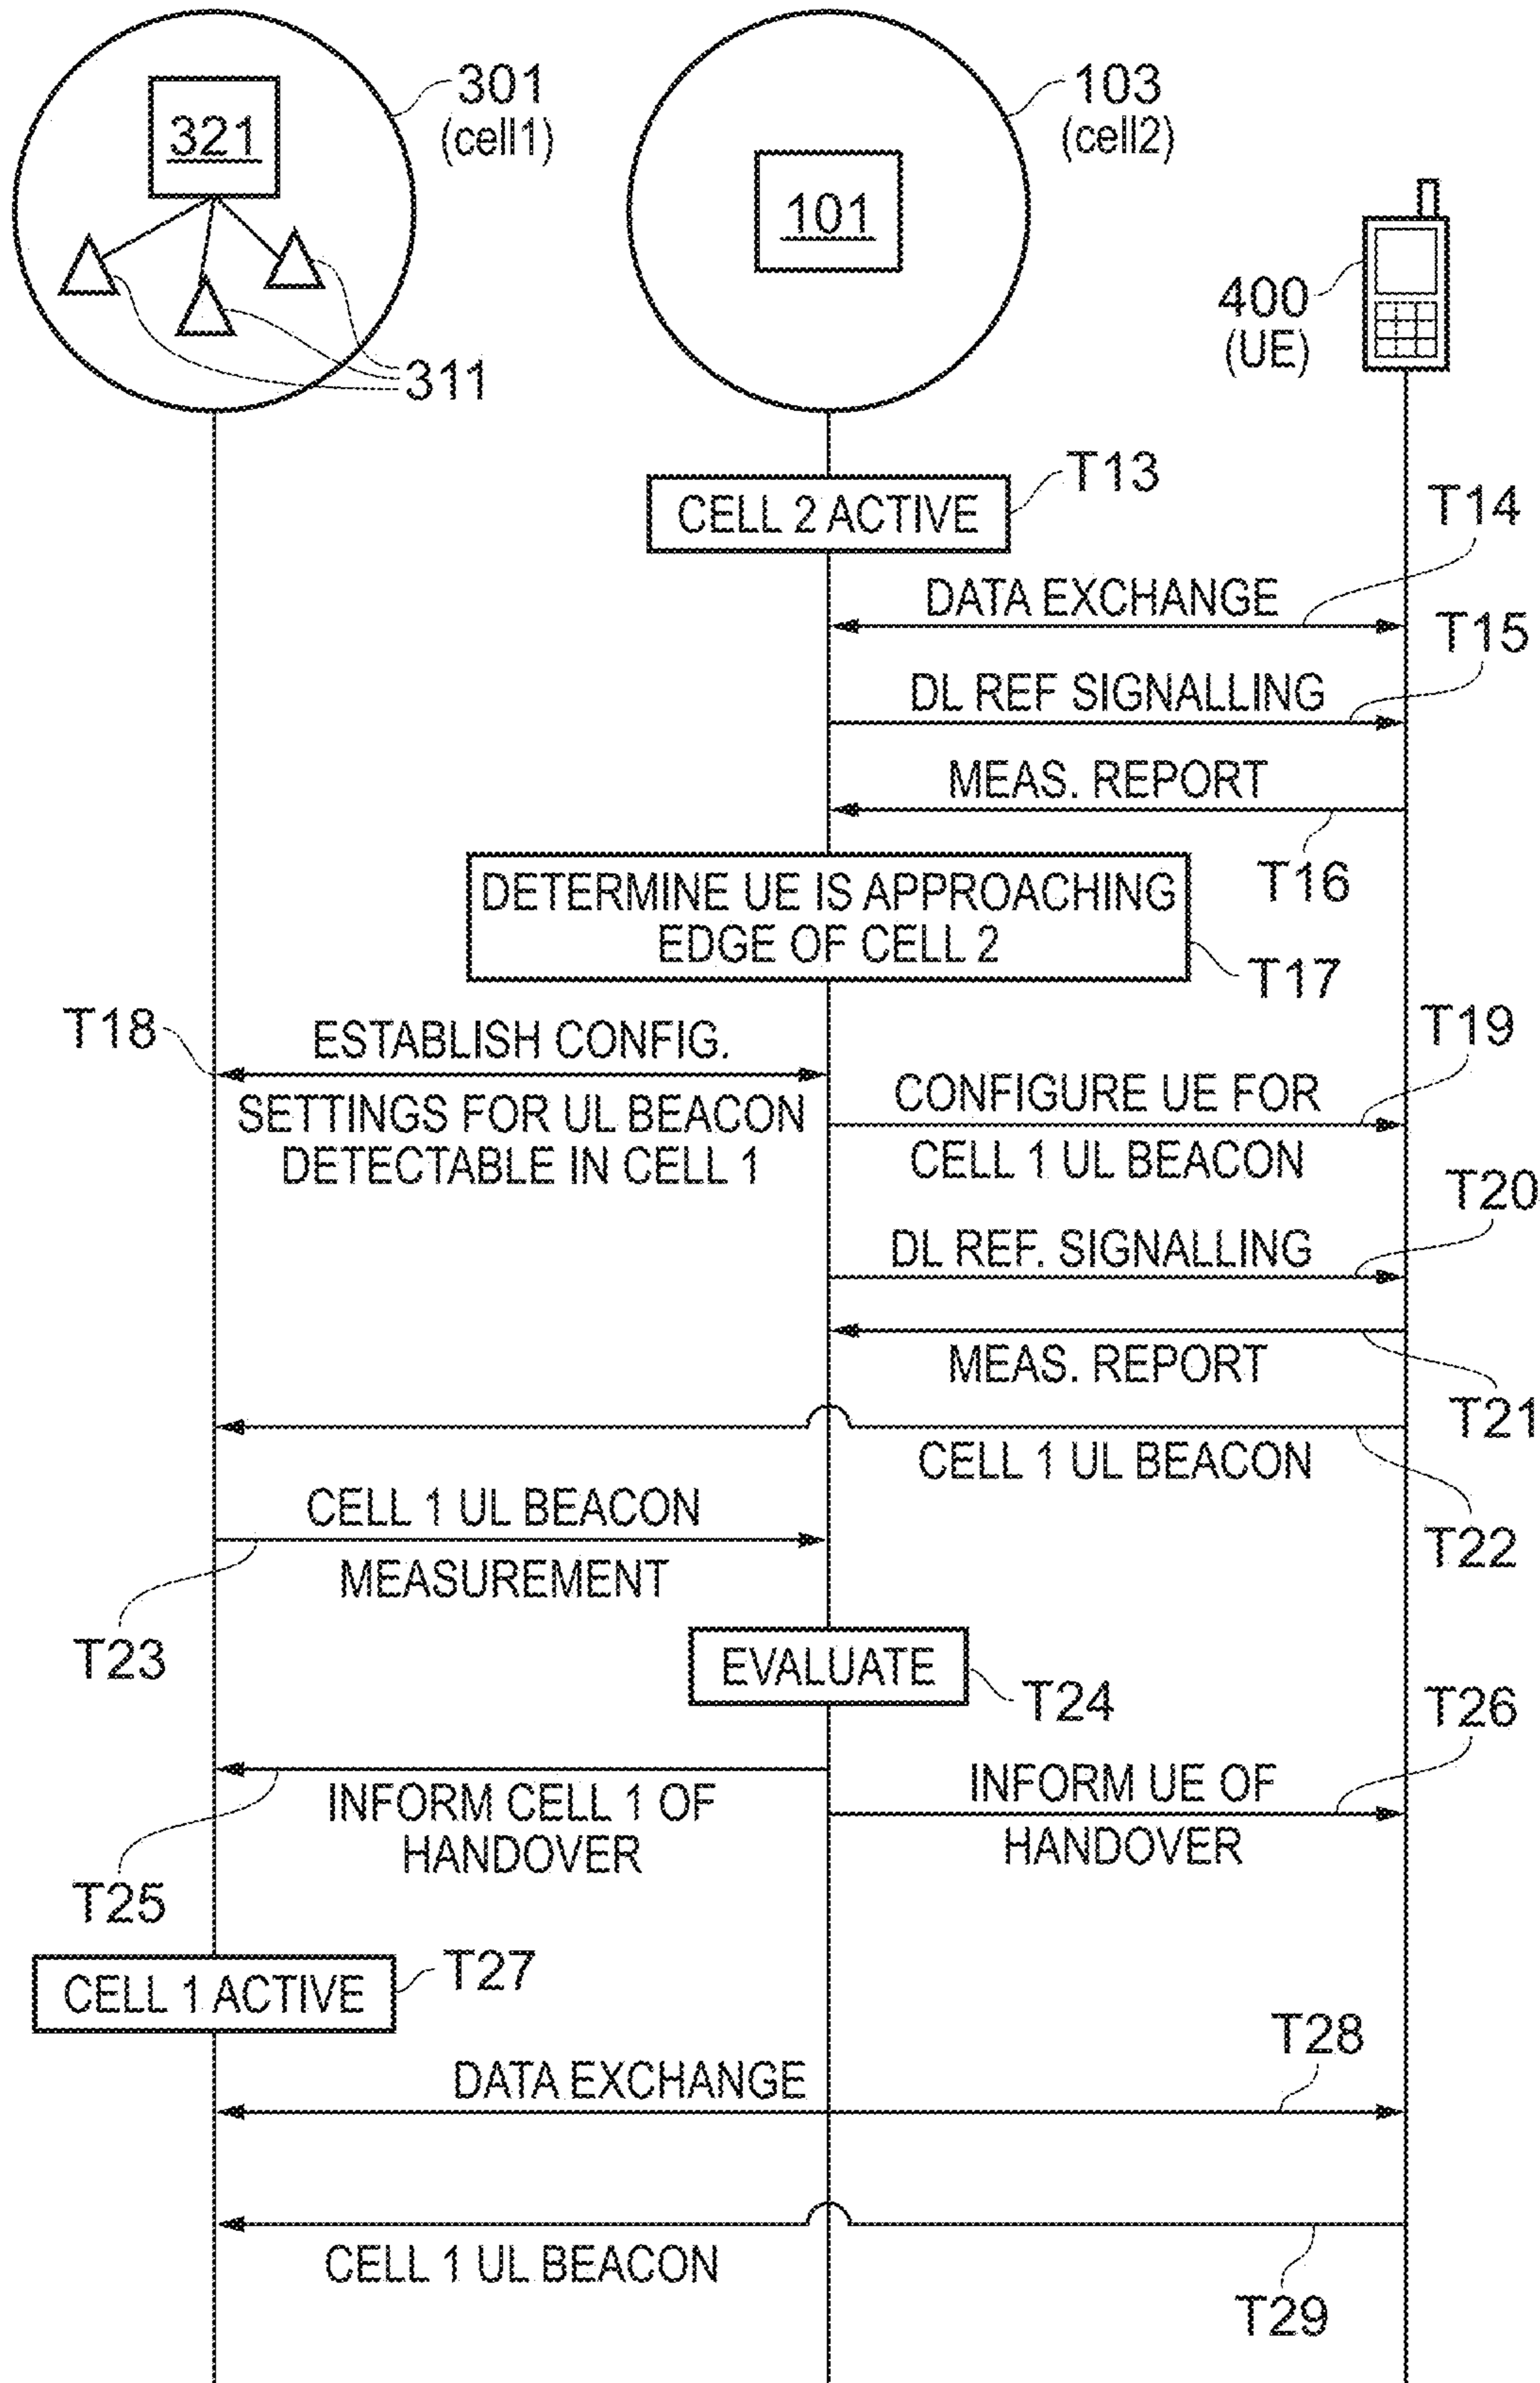 301
(cell1)
321
311
103
(cell2)
101
400
(UE)
CELL 2 ACTIVE
T13
T14
DATA EXCHANGE
T15
DL REF SIGNALLING
MEAS. REPORT
T16
DETERMINE UE IS APPROACHING
EDGE OF CELL 2
T17
T18
ESTABLISH CONFIG.
SETTINGS FOR UL BEACON
DETECTABLE IN CELL 1
T19
CONFIGURE UE FOR
CELL 1 UL BEACON
T20
DL REF. SIGNALLING
MEAS. REPORT
T21
CELL 1 UL BEACON
T22
CELL 1 UL BEACON
MEASUREMENT
T23
EVALUATE
T24
T26
INFORM CELL 1 OF
HANDOVER
INFORM UE OF
HANDOVER
T25
CELL 1 ACTIVE
T27
T28
DATA EXCHANGE
CELL 1 UL BEACON
T29